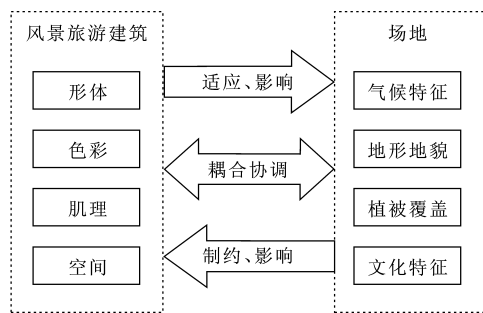 风景旅游建筑
形体
色彩
肌理
空间
适应、影响
耦合协调
制约、影响
场地
气候特征
地形地貌
植被覆盖
文化特征